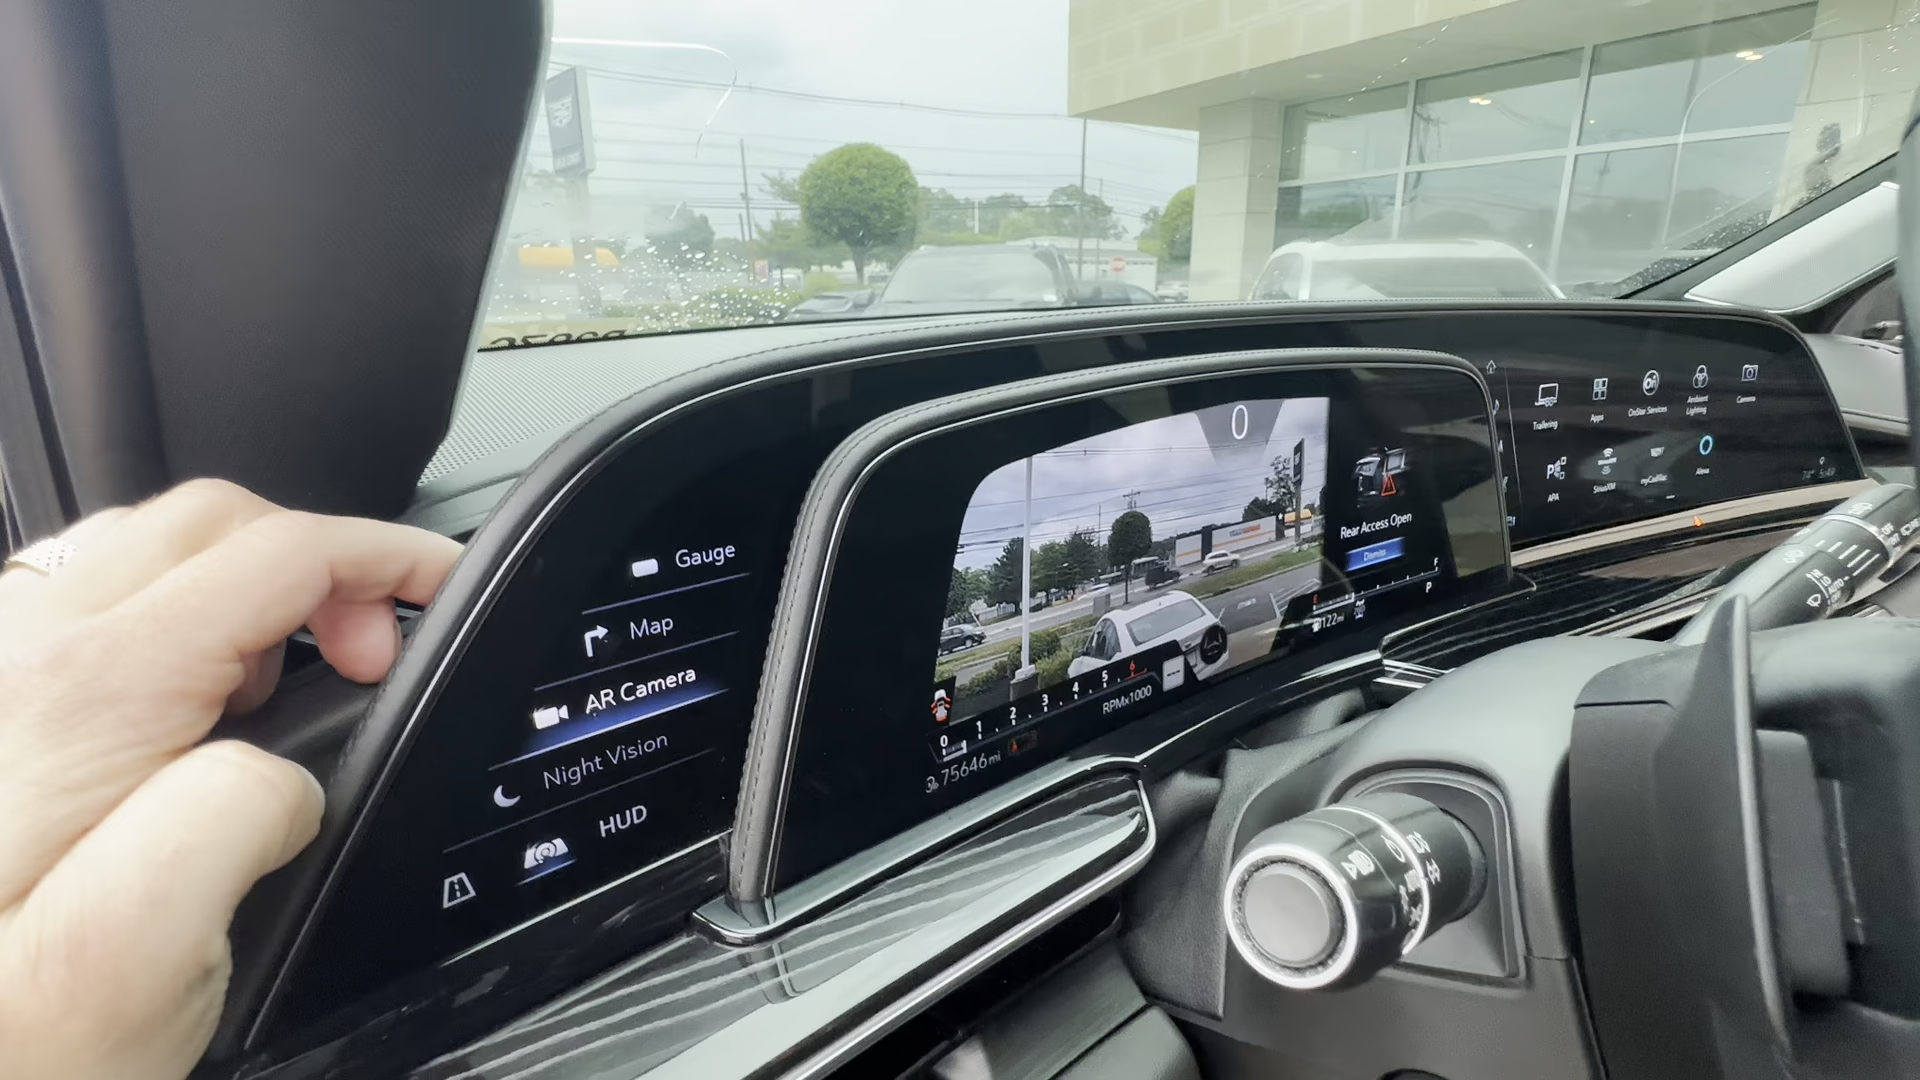 Gauge
Map
AR Camera
Night Vision
HUD
0
Rear Access Open
Dismiss
E
F
P
122mi
0 1 2 3 4 5 6
RPMx1000
75646mi
Trailering
Apps
OnStar Services
Ambient
Lighting
Camera
APA
SiriusXM
myCadillac
Alexa